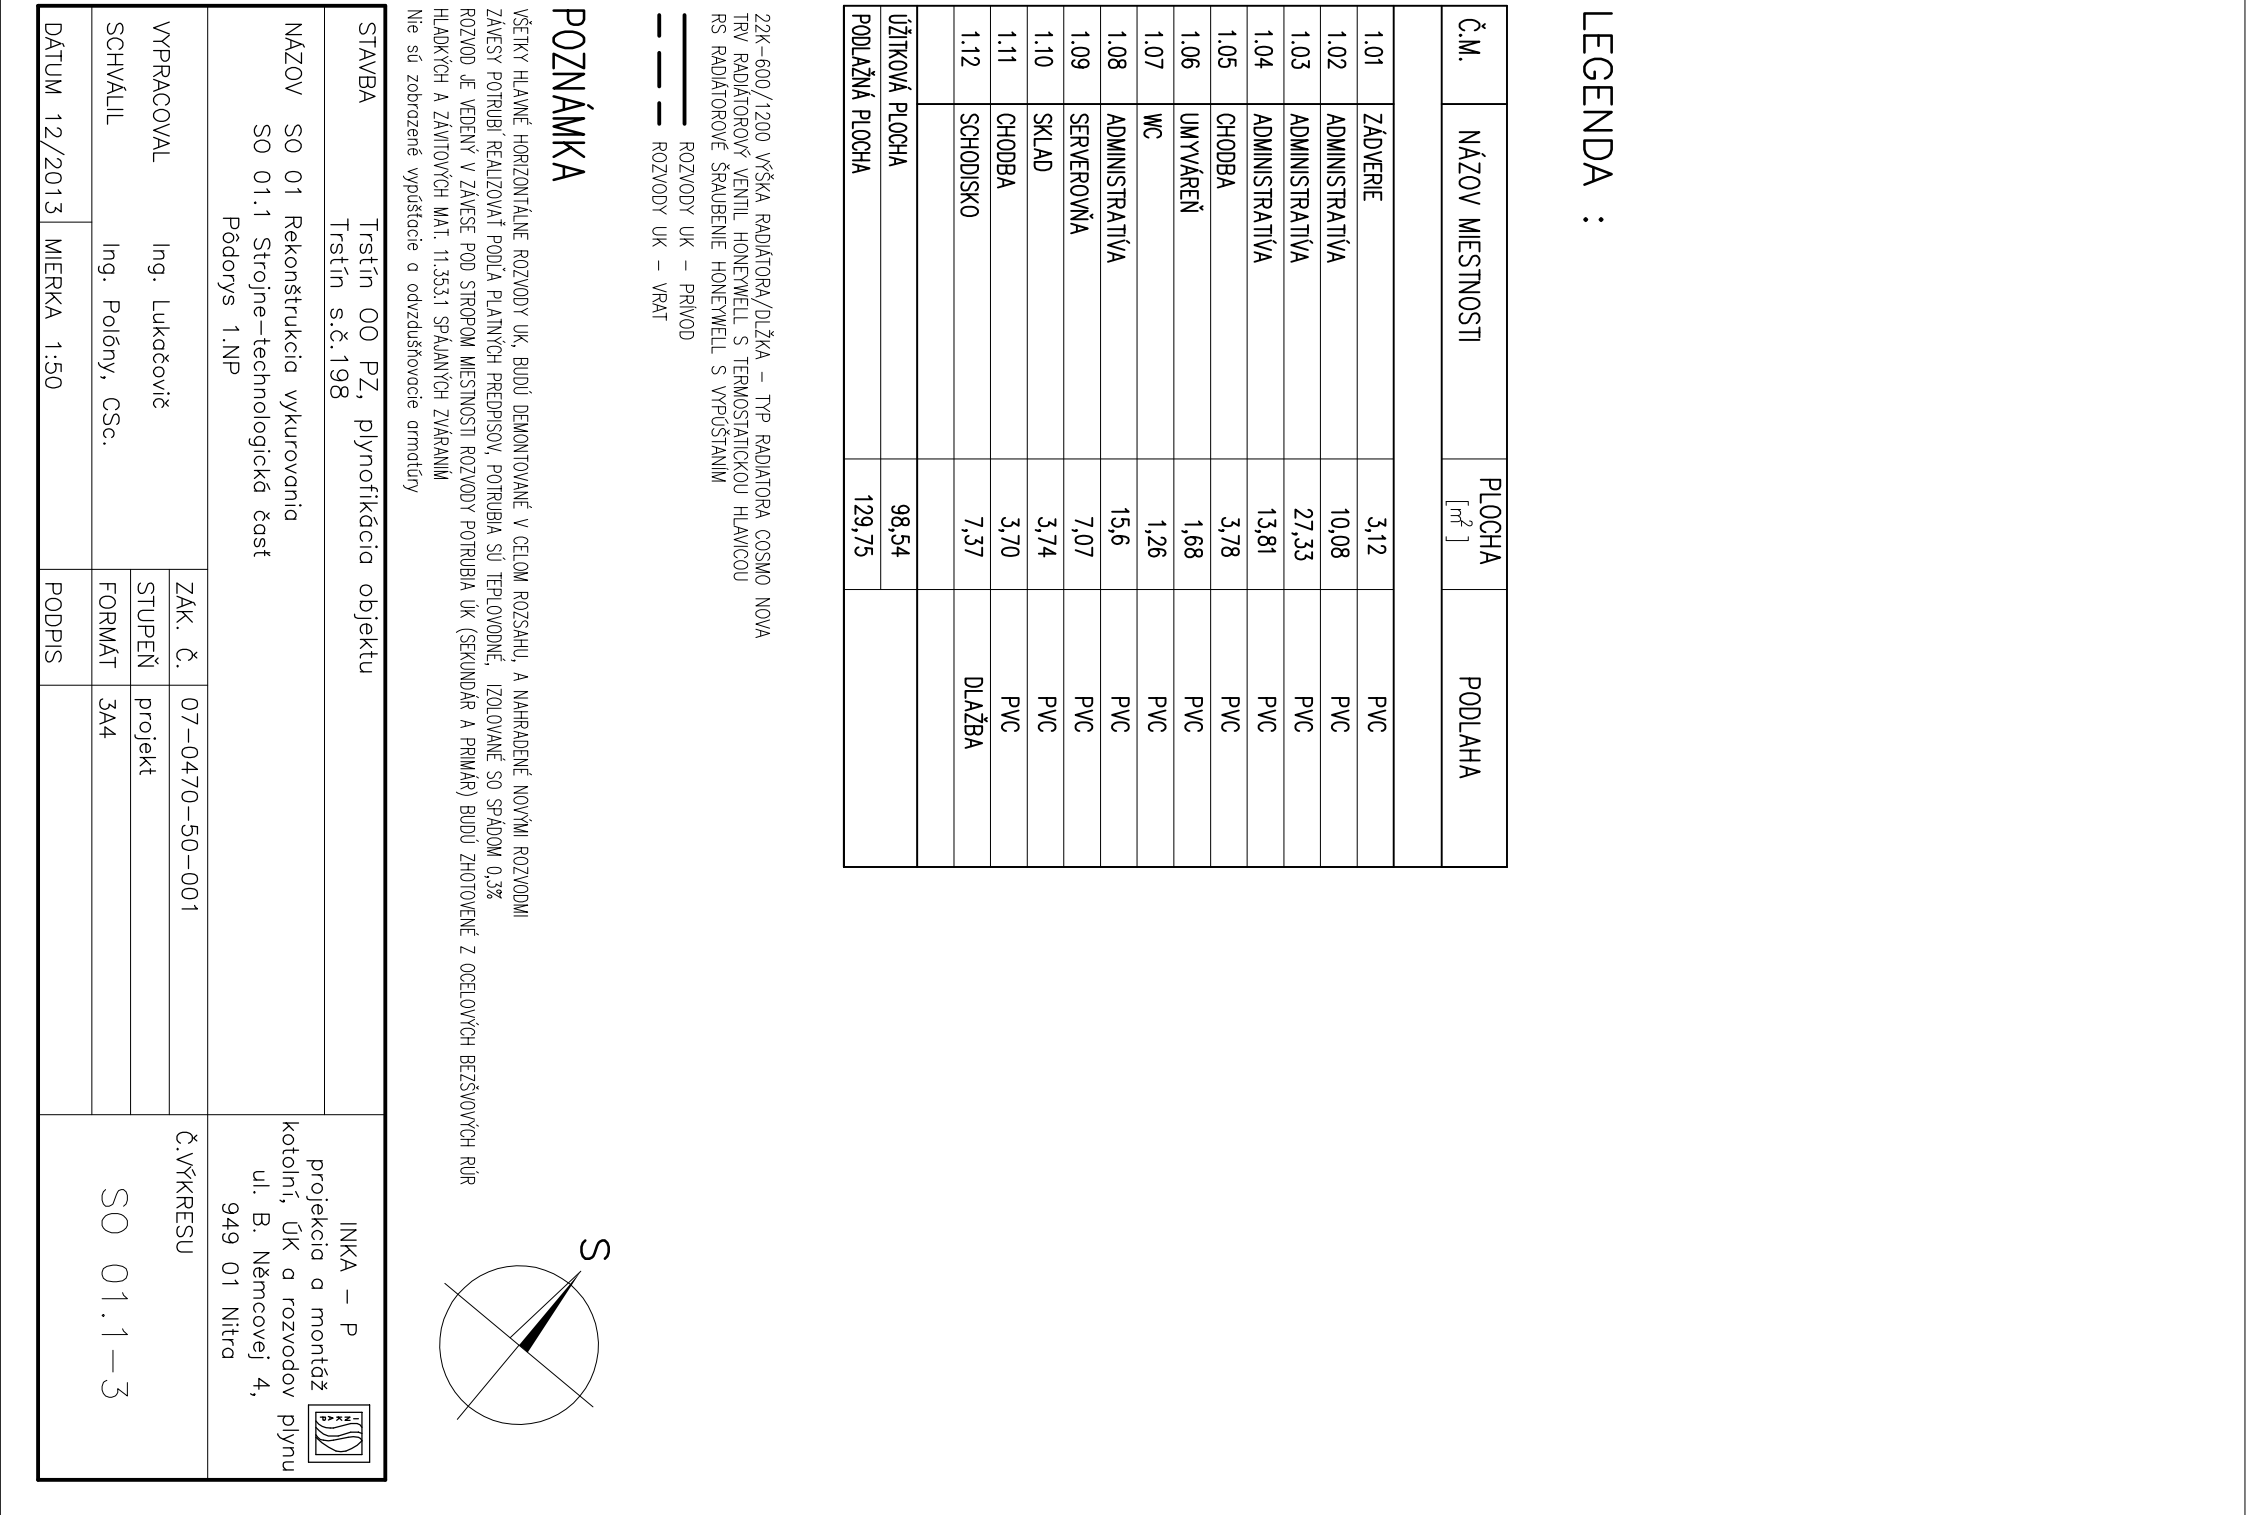 LEGENDA :
Č.M. NÁZOV MIESTNOSTI PLOCHA [m²] PODLAHA
1.01 ZÁDVERIE 3,12 PVC
1.02 ADMINISTRATÍVA 10,08 PVC
1.03 ADMINISTRATÍVA 27,33 PVC
1.04 ADMINISTRATÍVA 13,81 PVC
1.05 CHODBA 3,78 PVC
1.06 UMYVÁREŇ 1,68 PVC
1.07 WC 1,26 PVC
1.08 ADMINISTRATÍVA 15,6 PVC
1.09 SERVEROVŇA 7,07 PVC
1.10 SKLAD 3,74 PVC
1.11 CHODBA 3,70 PVC
1.12 SCHODISKO 7,37 DLAŽBA
ÚŽITKOVÁ PLOCHA 98,54
PODLAŽNÁ PLOCHA 129,75
22K-600/1200 VÝŠKA RADIÁTORA/DLŽKA - TYP RADIATORA COSMO NOVA
TRV RADIÁTOROVÝ VENTIL HONEYWELL S TERMOSTATICKOU HLAVICOU
RS RADIÁTOROVÉ ŠRAUBENIE HONEYWELL S VYPÚŠTANÍM
ROZVODY UK - PRÍVOD
ROZVODY UK - VRAT
POZNÁMKA
VŠETKY HLAVNÉ HORIZONTÁLNE ROZVODY UK, BUDÚ DEMONTOVANÉ V CELOM ROZSAHU, A NAHRADENÉ NOVÝMI ROZVODMI
ZÁVESY POTRUBÍ REALIZOVAŤ PODĽA PLATNÝCH PREDPISOV, POTRUBIA SÚ TEPLOVODNÉ, IZOLOVANÉ SO SPÁDOM 0,3%
ROZVOD JE VEDENÝ V ZÁVESE POD STROPOM MIESTNOSTI ROZVODY POTRUBIA ÚK (SEKUNDÁR A PRIMÁR) BUDÚ ZHOTOVENÉ Z OCELOVÝCH BEZŠVOVÝCH RÚR
HLADKÝCH A ZÁVITOVÝCH MAT. 11.353.1 SPÁJANÝCH ZVÁRANÍM
Nie sú zobrazené vypúšťacie a odvzdušňovacie armatúry
S
STAVBA Trstín OO PZ, plynofikácia objektu
Trstín s.č.198
NÁZOV SO 01 Rekonštrukcia vykurovania
SO 01.1 Strojne-technologická časť
Pôdorys 1.NP
INKA - P
projekcia a montáž
kotolní, ÚK a rozvodov plynu
ul. B. Němcovej 4,
949 01 Nitra
INKA P
VYPRACOVAL Ing. Lukačovič
SCHVÁLIL Ing. Polóny, CSc.
DÁTUM 12/2013 MIERKA 1:50
ZÁK. Č. 07-0470-50-001
STUPEŇ projekt
FORMÁT 3A4
PODPIS
Č.VÝKRESU
SO 01.1-3